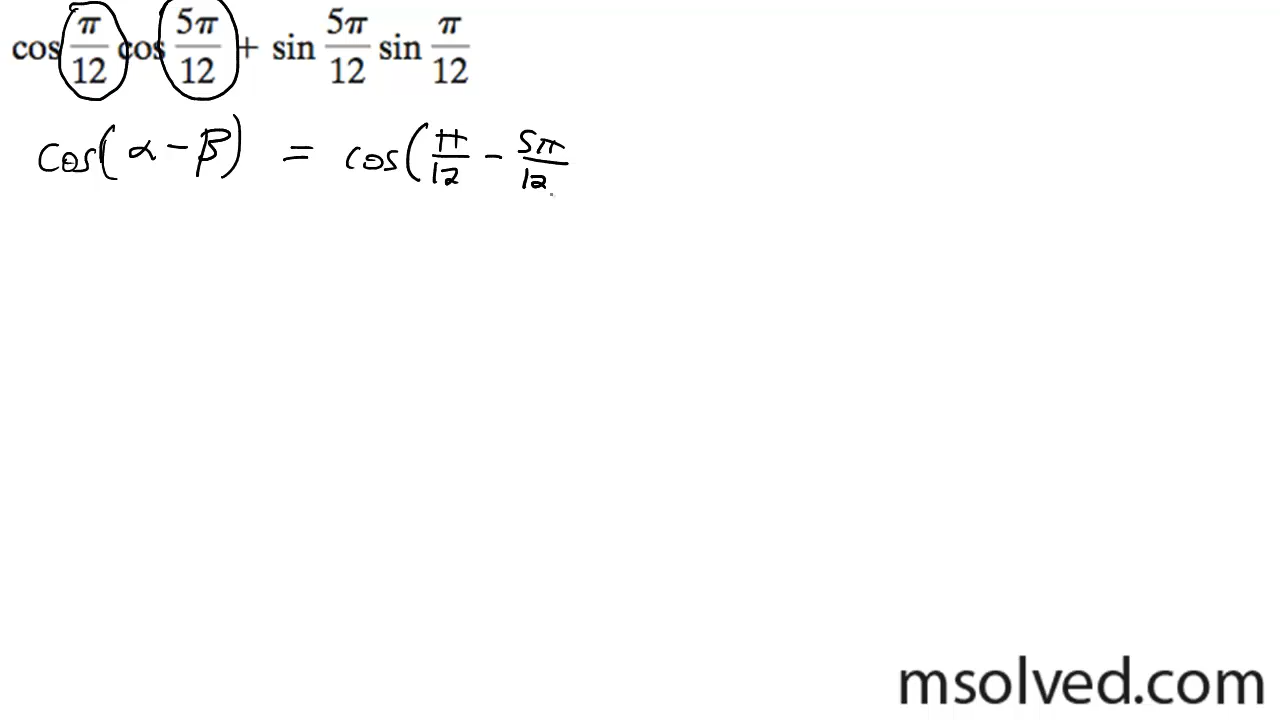 cos π/12 cos 5π/12 + sin 5π/12 sin π/12
cos(α - β) = cos(π/12 - 5π/12
msolved.com